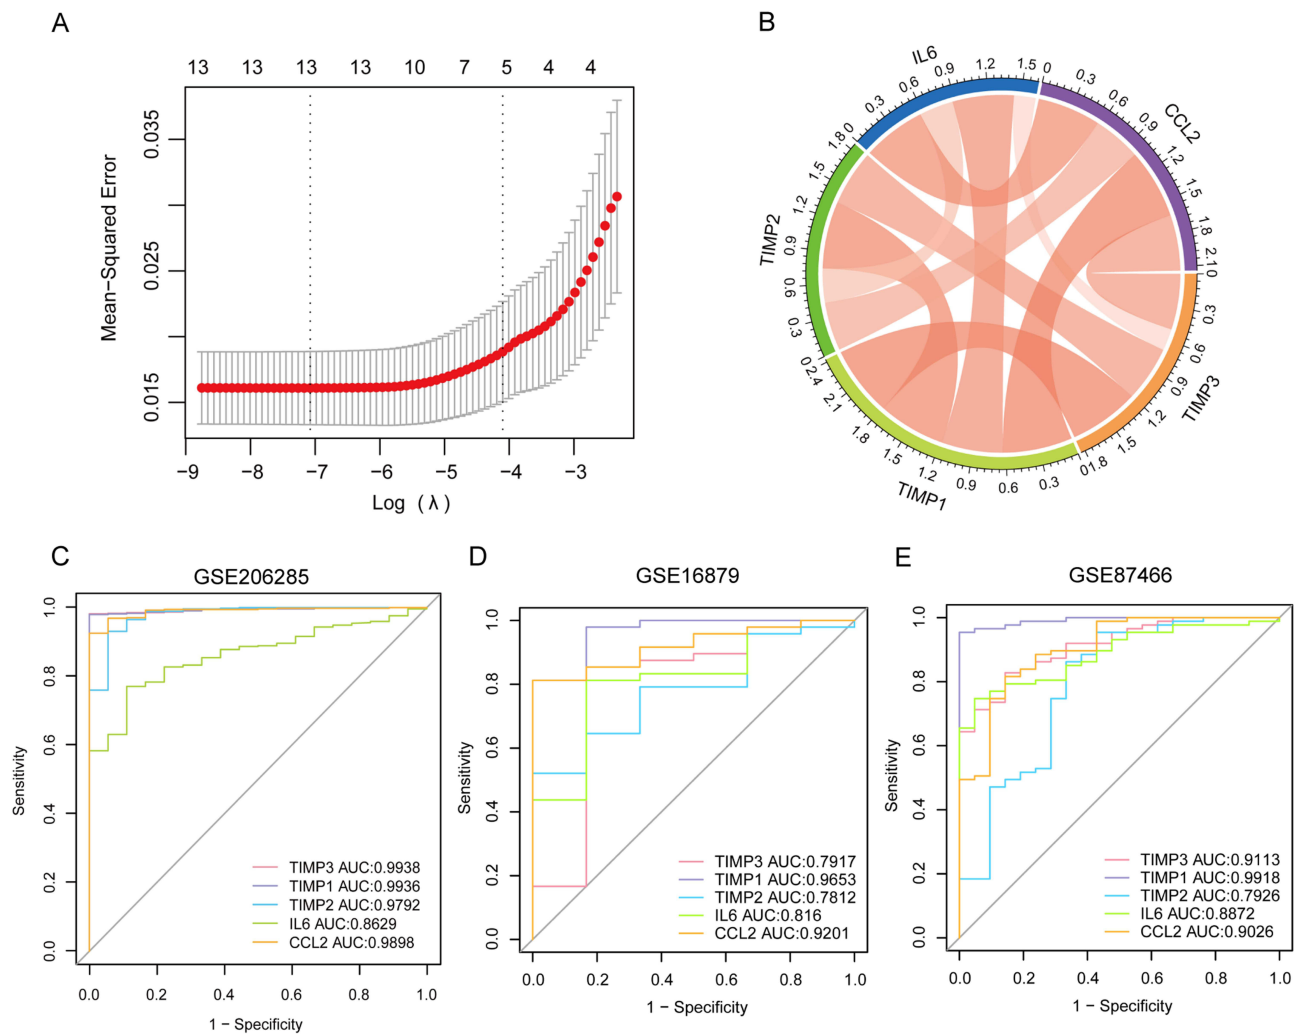 A
13 13 13 13 10 7 5 4 4
Mean−Squared Error
0.035
0.025
0.015
−9 −8 −7 −6 −5 −4 −3
Log (λ)
B
IL6
0 0.3 0.6 0.9 1.2 1.5
CCL2
0 0.3 0.6 0.9 1.2 1.5 1.8 2.1
TIMP3
0 0.3 0.6 0.9 1.2 1.5 1.8
TIMP1
0 0.3 0.6 0.9 1.2 1.5 1.8 2.1 2.4
TIMP2
0 0.3 0.6 0.9 1.2 1.5 1.8
C
GSE206285
Sensitivity
1.0
0.8
0.6
0.4
0.2
0.0
TIMP3 AUC:0.9938
TIMP1 AUC:0.9936
TIMP2 AUC:0.9792
IL6 AUC:0.8629
CCL2 AUC:0.9898
0.0 0.2 0.4 0.6 0.8 1.0
1 − Specificity
D
GSE16879
Sensitivity
1.0
0.8
0.6
0.4
0.2
0.0
TIMP3 AUC:0.7917
TIMP1 AUC:0.9653
TIMP2 AUC:0.7812
IL6 AUC:0.816
CCL2 AUC:0.9201
0.0 0.2 0.4 0.6 0.8 1.0
1 − Specificity
E
GSE87466
Sensitivity
1.0
0.8
0.6
0.4
0.2
0.0
TIMP3 AUC:0.9113
TIMP1 AUC:0.9918
TIMP2 AUC:0.7926
IL6 AUC:0.8872
CCL2 AUC:0.9026
0.0 0.2 0.4 0.6 0.8 1.0
1 − Specificity